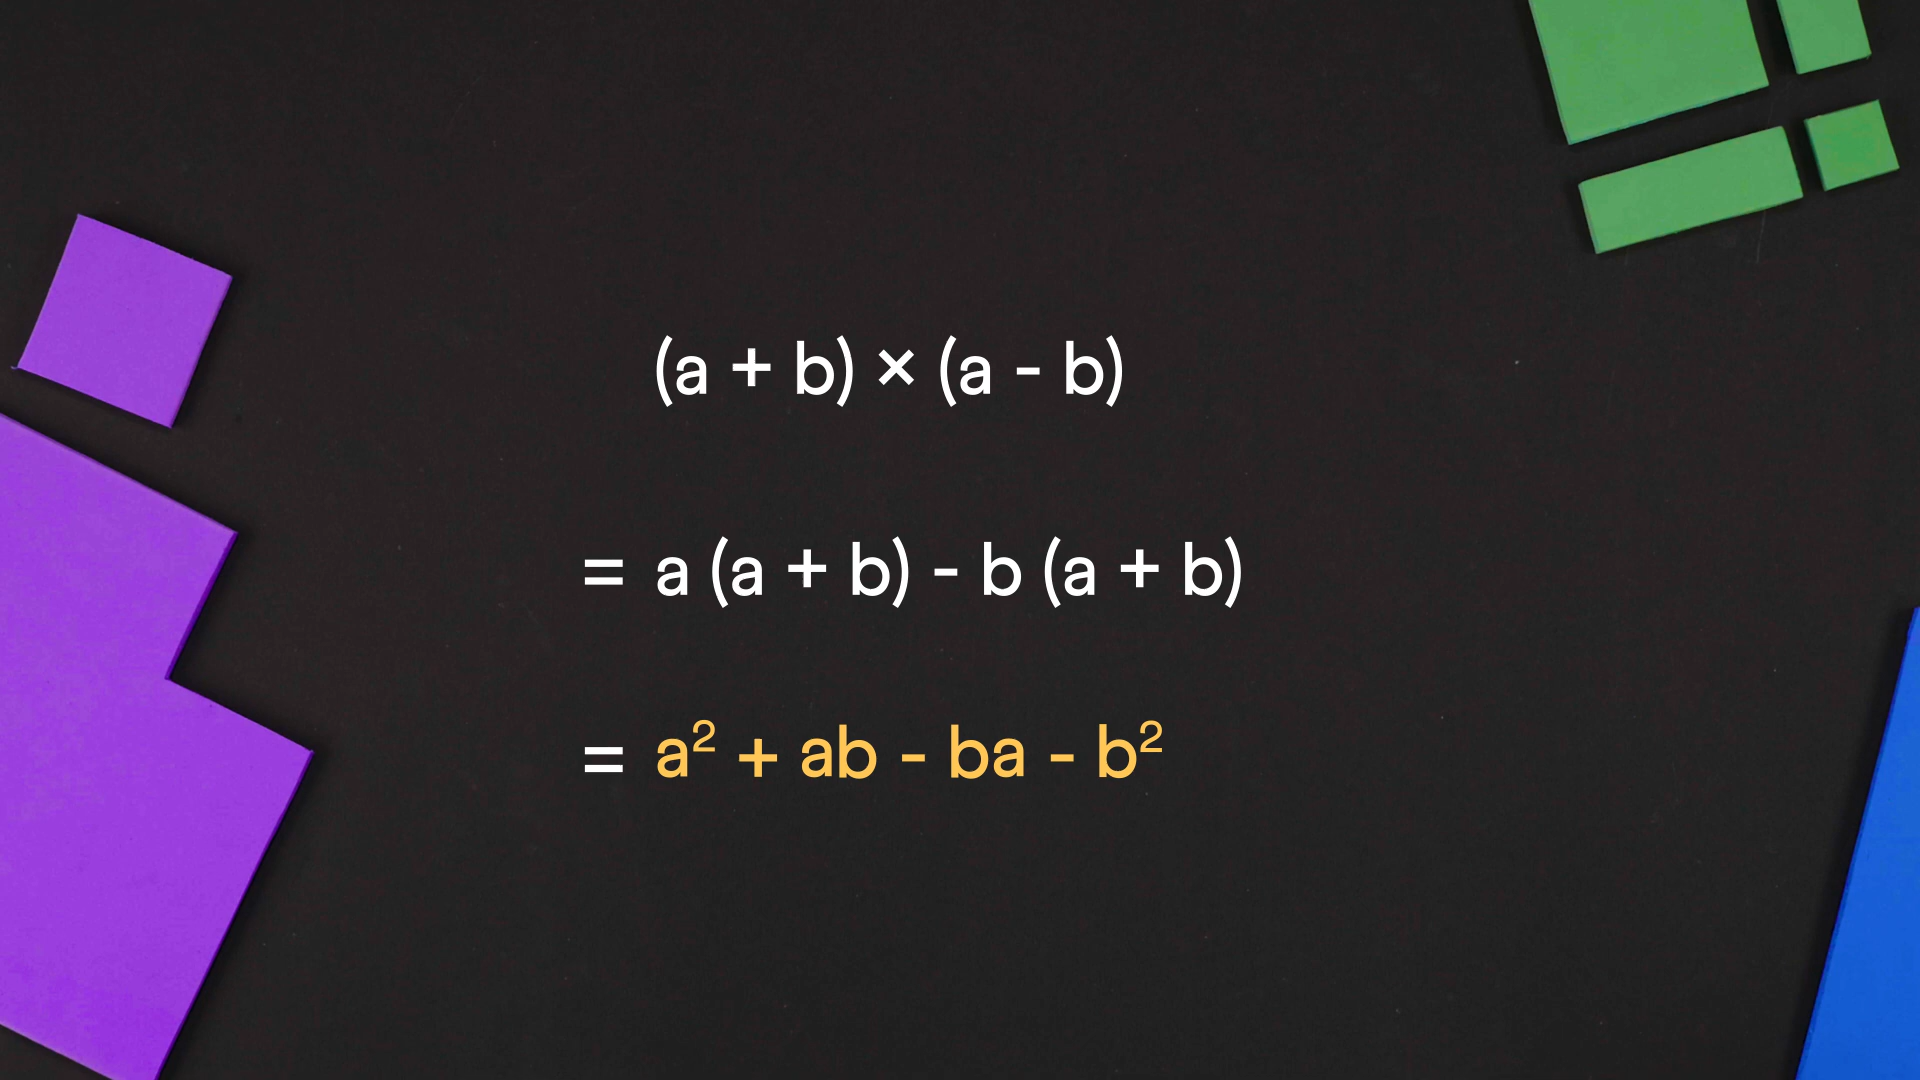 (a + b) × (a - b)
= a (a + b) - b (a + b)
= a² + ab - ba - b²